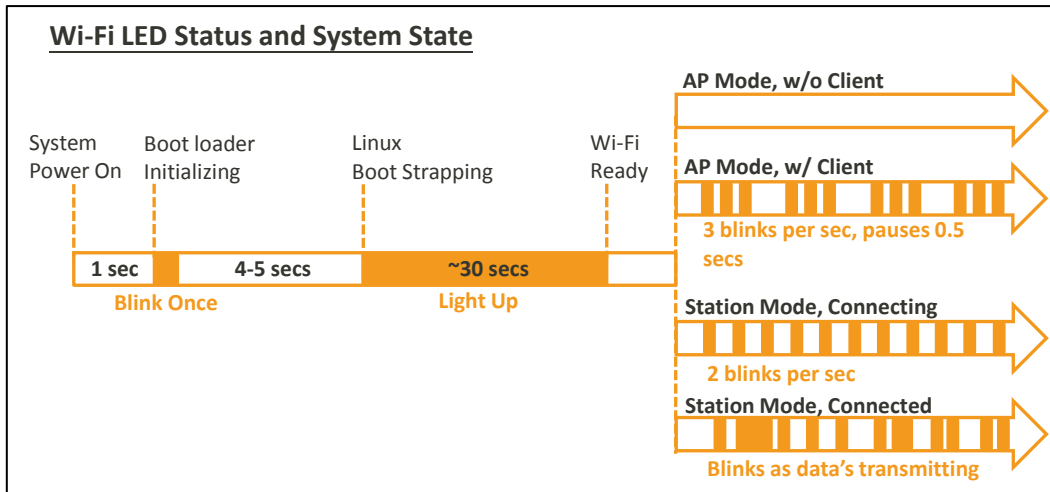 Wi-Fi LED Status and System State
AP Mode, w/o Client
System
Power On
Boot loader
Initializing
Linux
Boot Strapping
Wi-Fi
Ready
AP Mode, w/ Client
3 blinks per sec, pauses 0.5
secs
1 sec
4-5 secs
~30 secs
Blink Once
Light Up
Station Mode, Connecting
2 blinks per sec
Station Mode, Connected
Blinks as data's transmitting